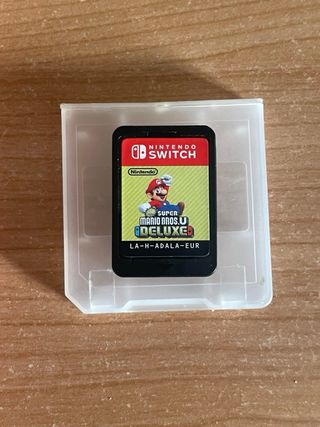 NINTENDO
SWITCH
Nintendo
SUPER
MARIO BROS. U
DELUXE
LA-H-ADALA-EUR